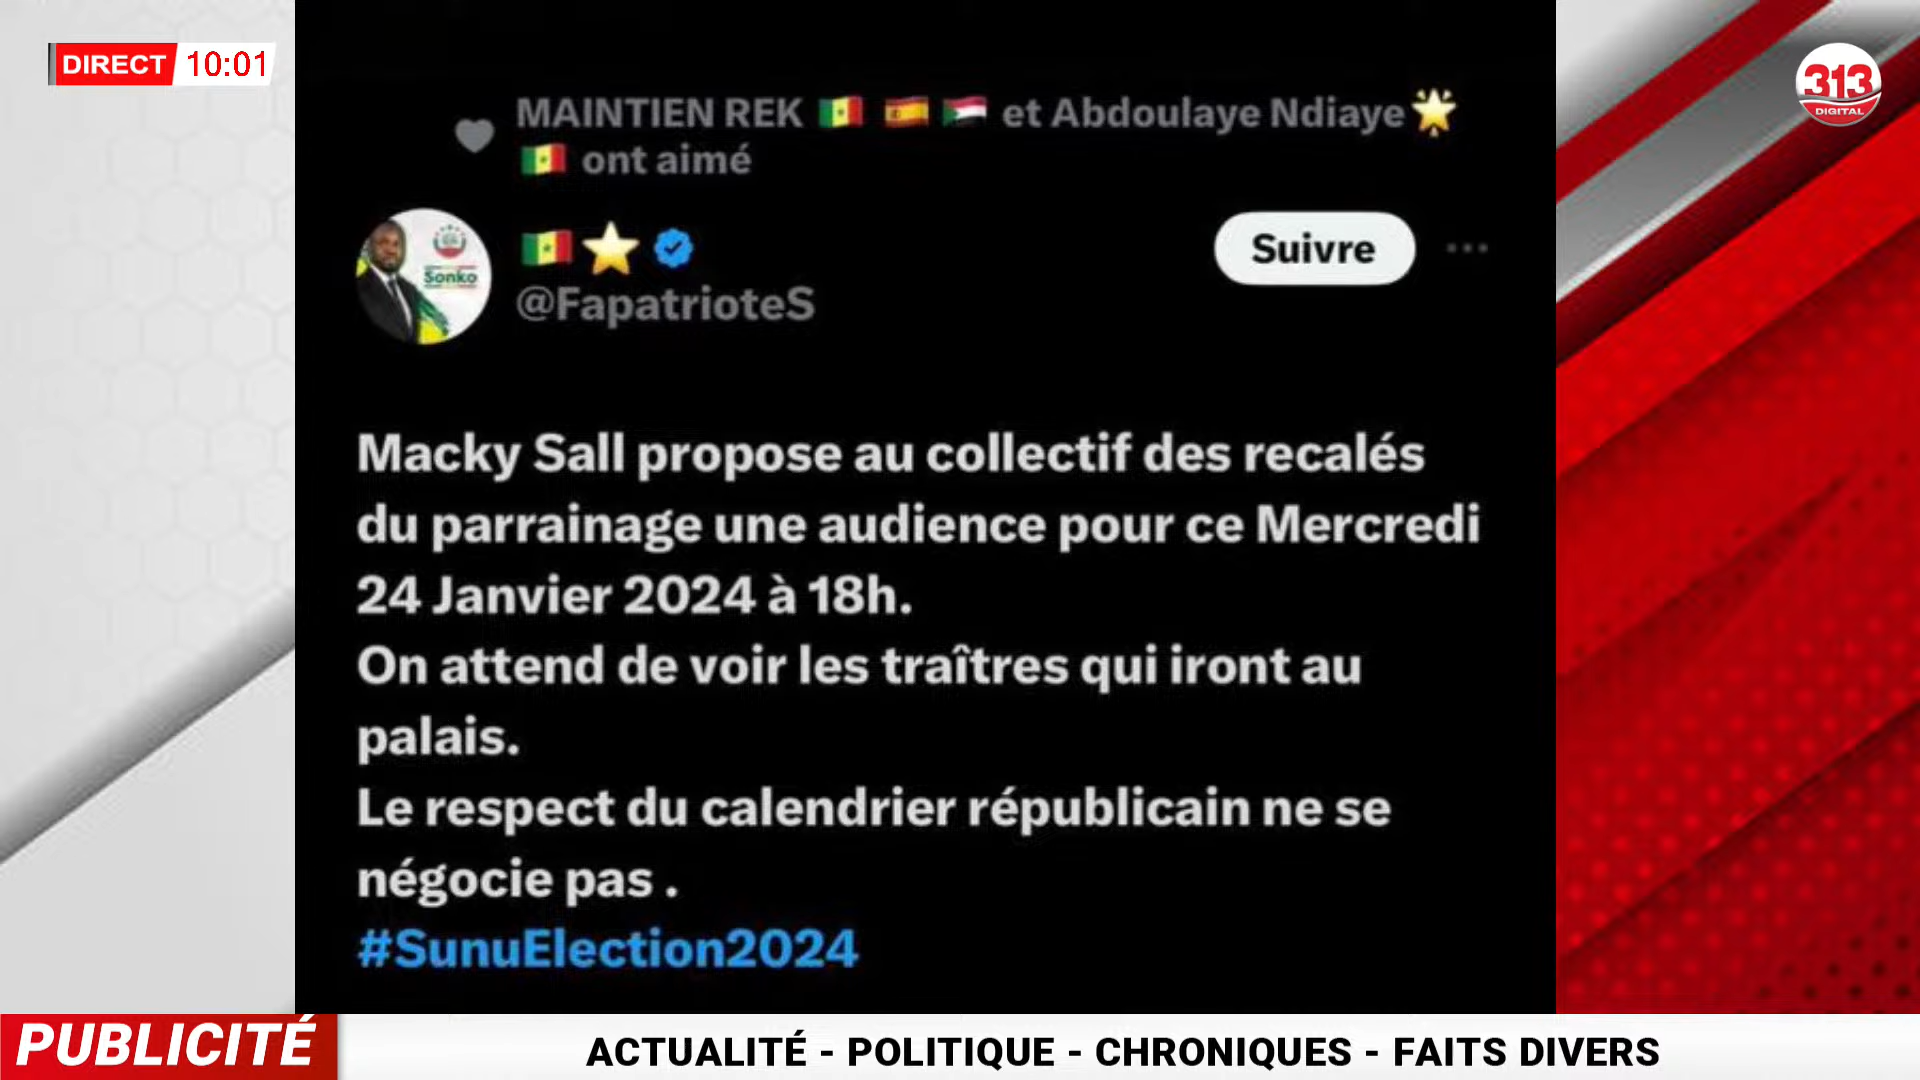 DIRECT 10:01
313
DIGITAL
MAINTIEN REK 🇸🇳 🇪🇸 🇸🇩 et Abdoulaye Ndiaye🌟
🇸🇳 ont aimé
🇸🇳⭐
@FapatrioteS
Suivre
Sonko
Macky Sall propose au collectif des recalés
du parrainage une audience pour ce Mercredi
24 Janvier 2024 à 18h.
On attend de voir les traîtres qui iront au
palais.
Le respect du calendrier républicain ne se
négocie pas .
#SunuElection2024
PUBLICITÉ
ACTUALITÉ - POLITIQUE - CHRONIQUES - FAITS DIVERS